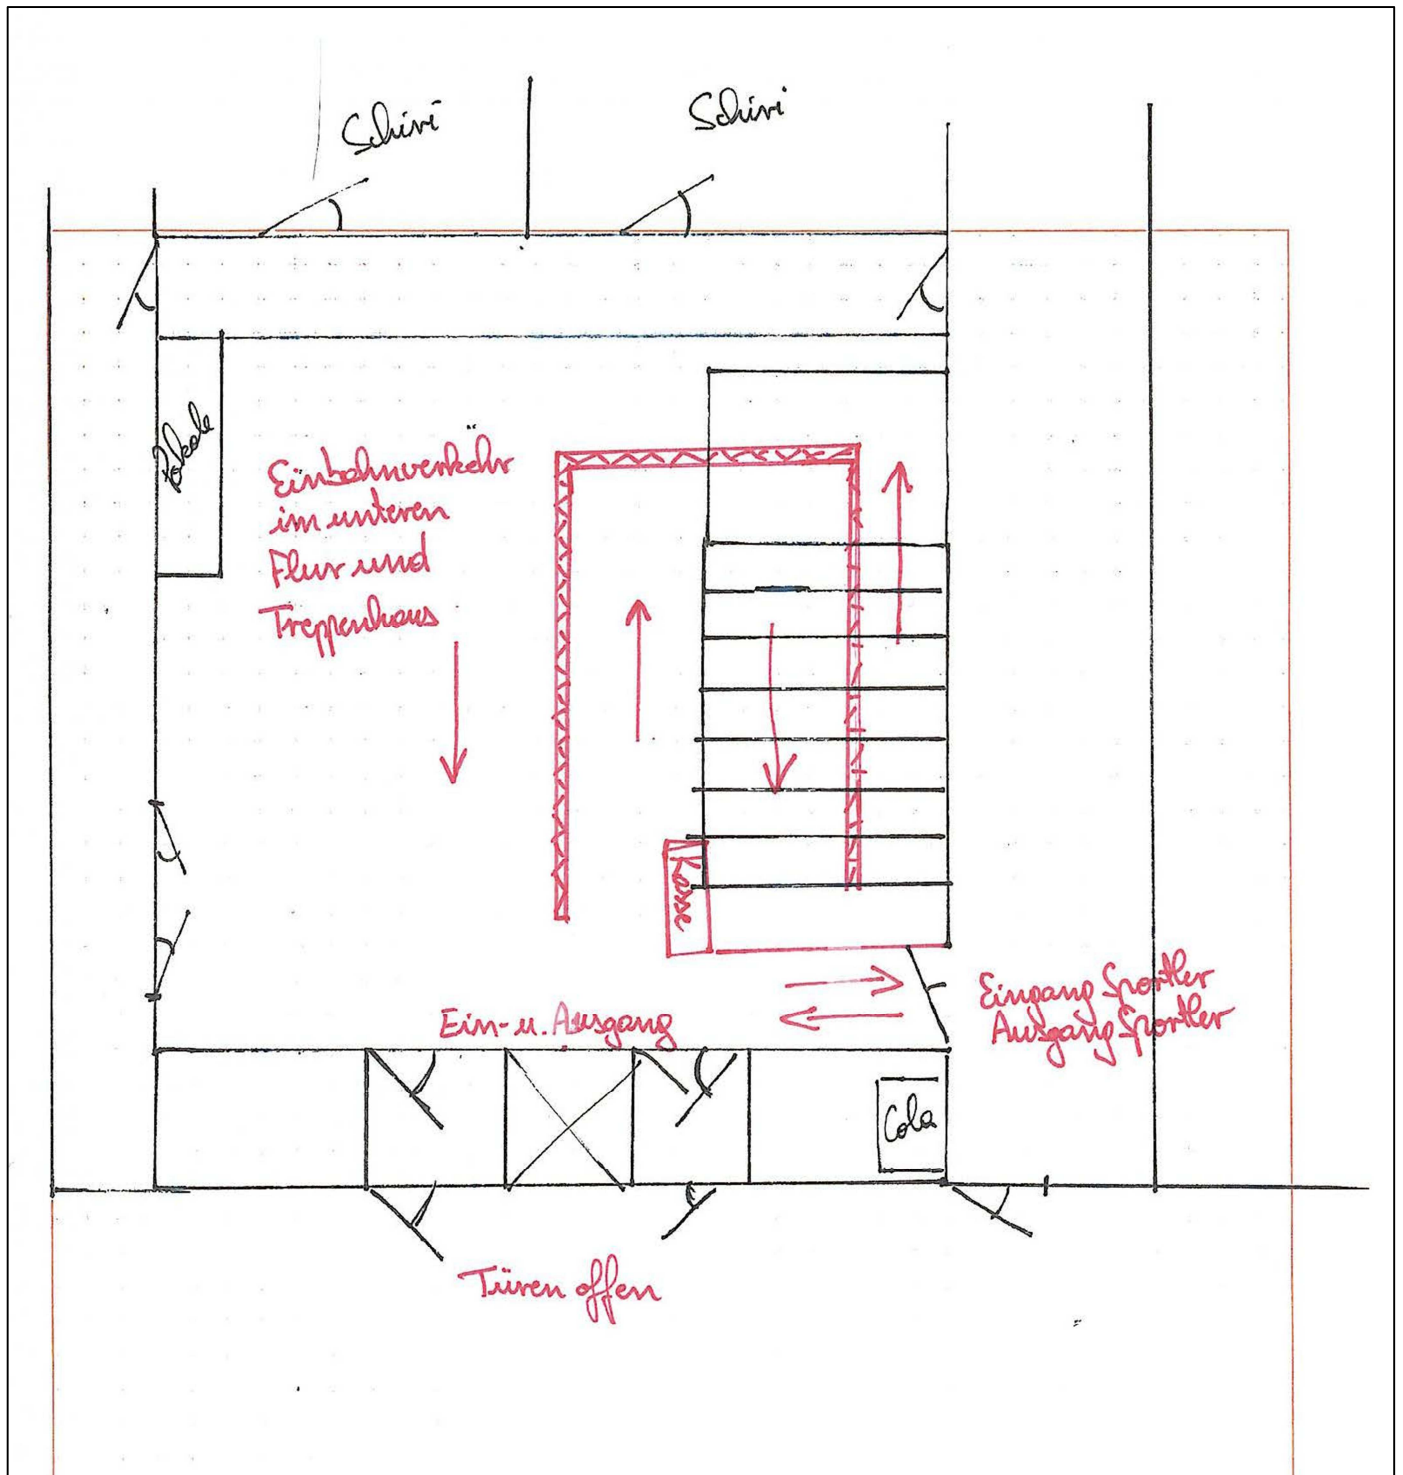 Schiri
Schiri
Pokale
Einbahnverkehr
im unteren
Flur und
Treppenhaus
Kasse
Eingang Sportler
Ausgang Sportler
Ein- u. Ausgang
Cola
Türen offen